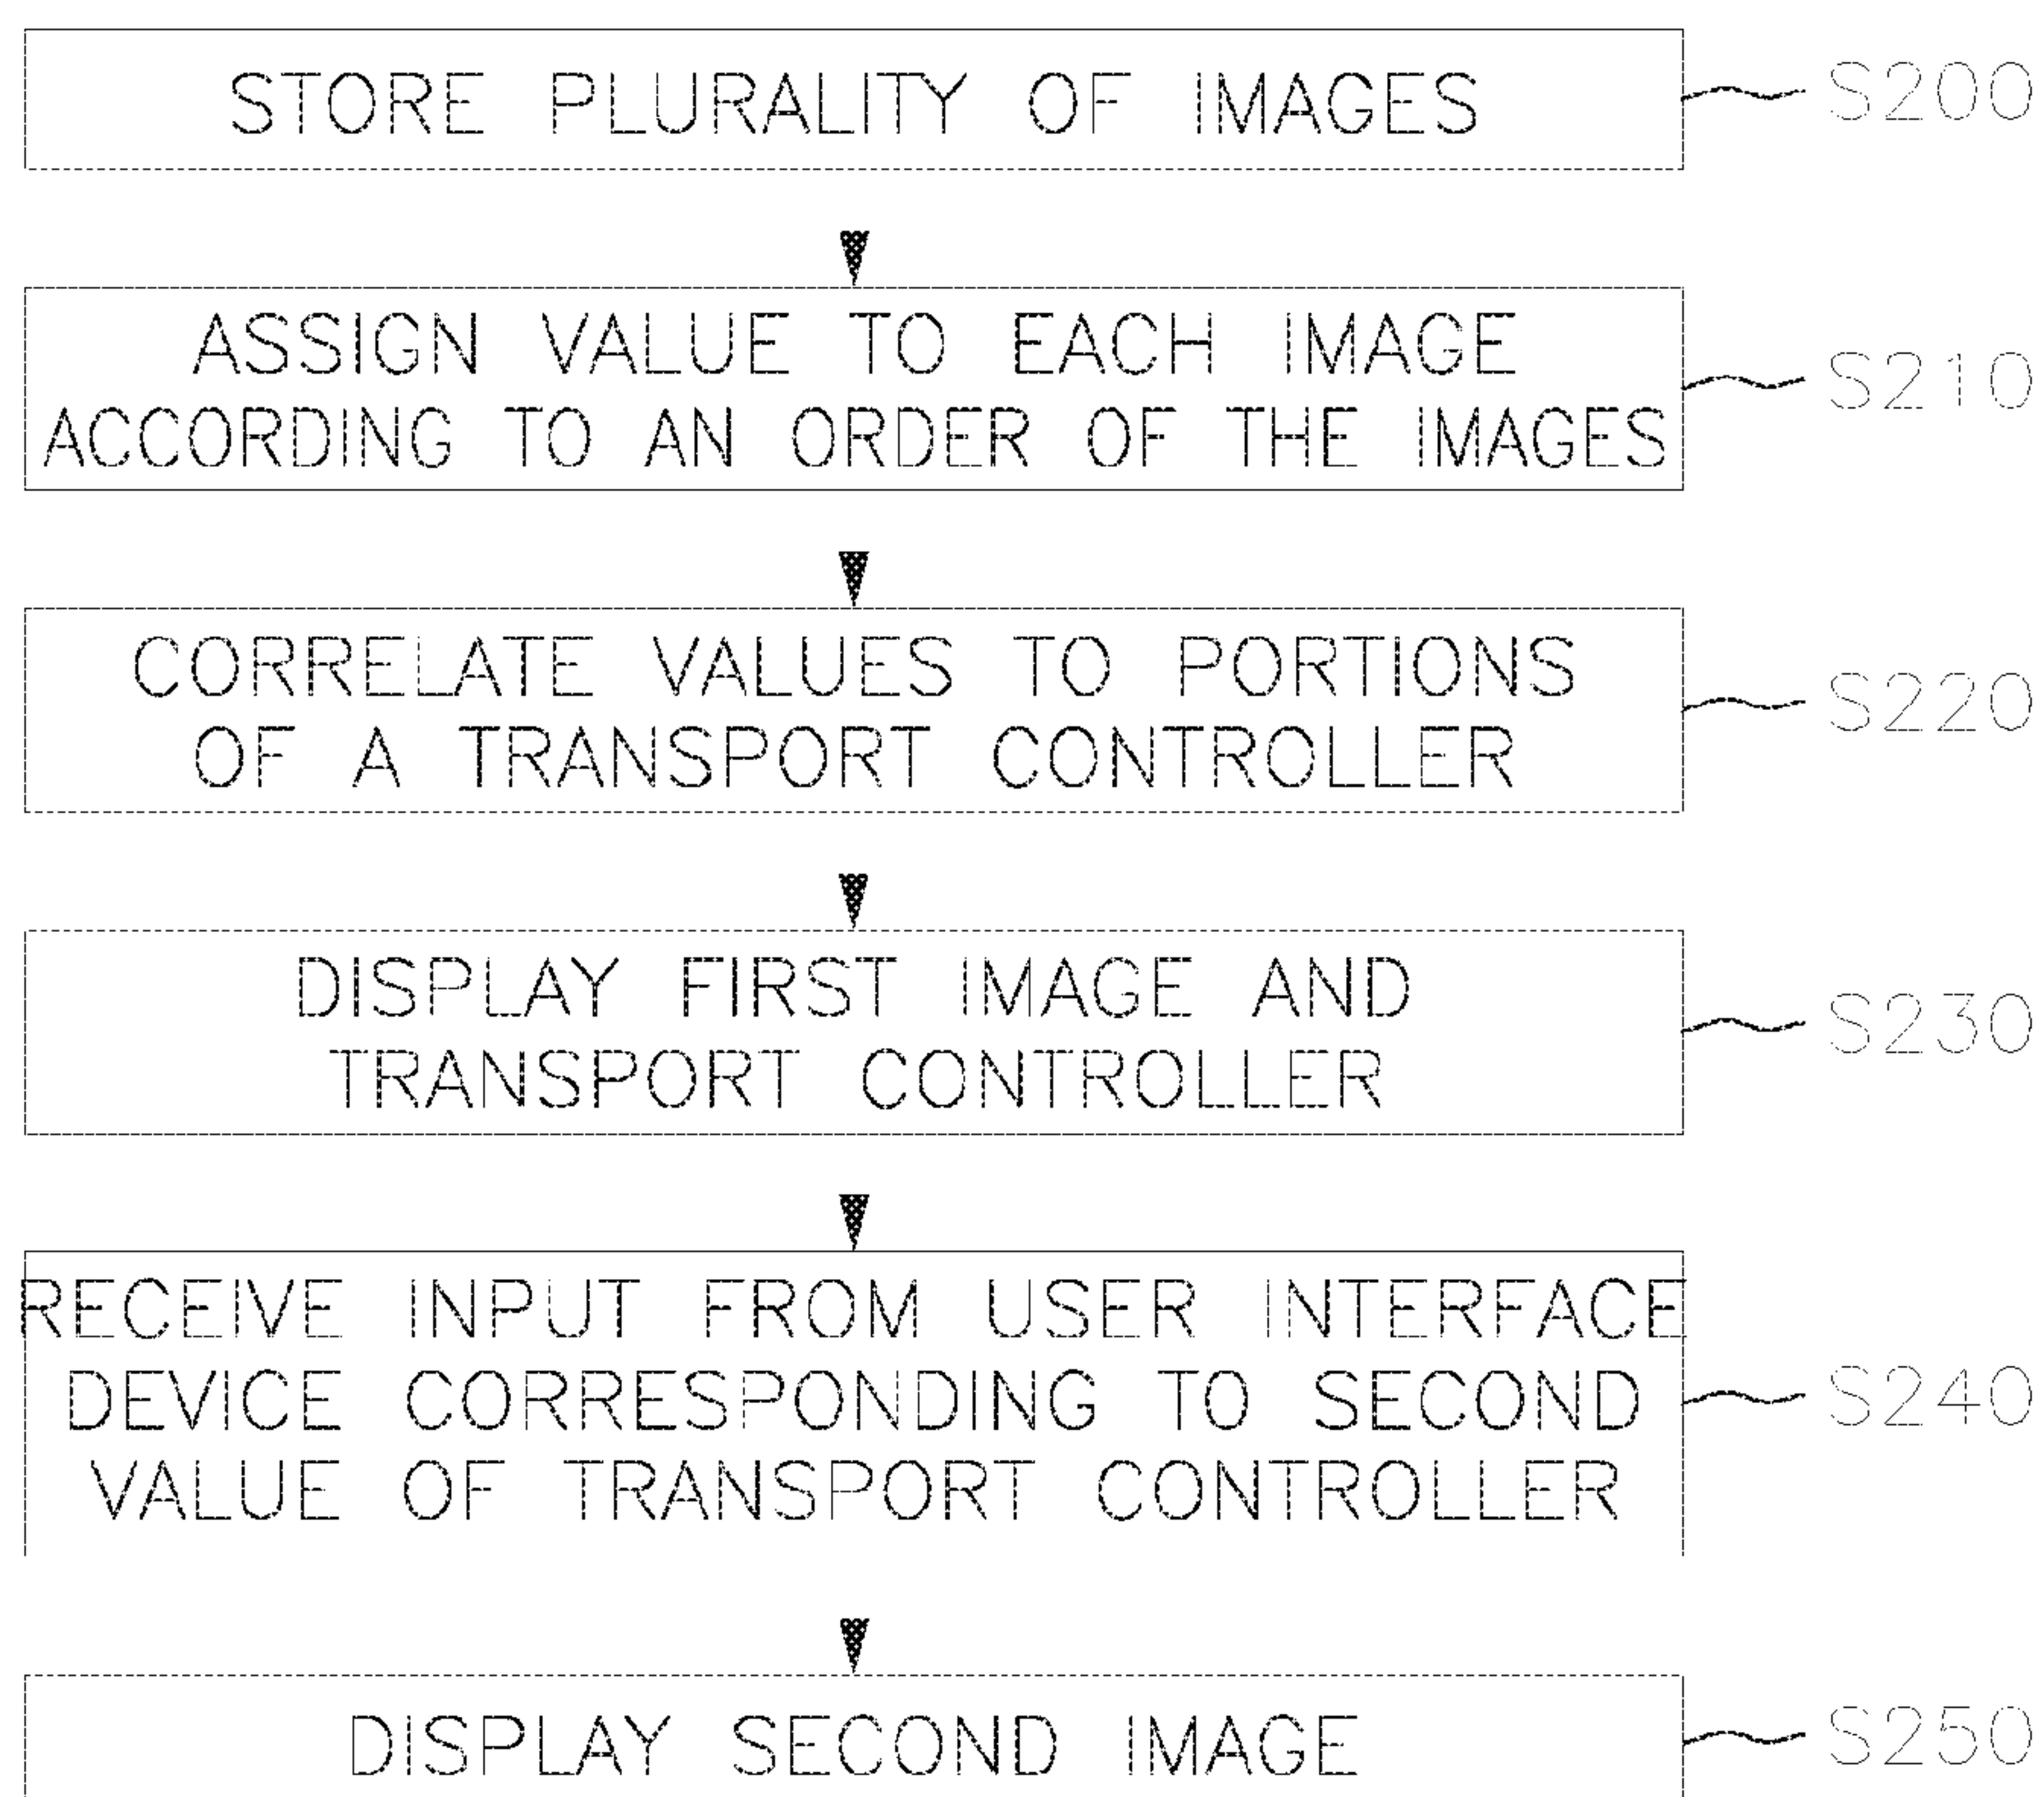 STORE PLURALITY OF IMAGES
S200
ASSIGN VALUE TO EACH IMAGE
ACCORDING TO AN ORDER OF THE IMAGES
S210
CORRELATE VALUES TO PORTIONS
OF A TRANSPORT CONTROLLER
S220
DISPLAY FIRST IMAGE AND
TRANSPORT CONTROLLER
S230
RECEIVE INPUT FROM USER INTERFACE
DEVICE CORRESPONDING TO SECOND
VALUE OF TRANSPORT CONTROLLER
S240
DISPLAY SECOND IMAGE
S250